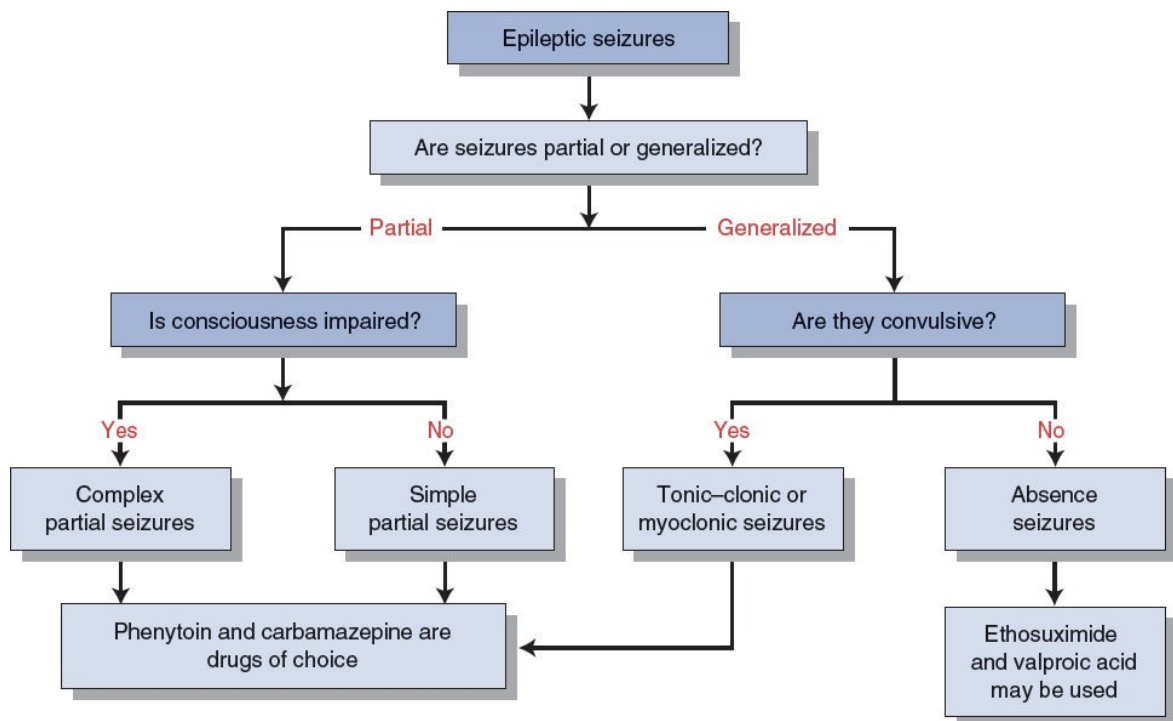 Epileptic seizures
Are seizures partial or generalized?
Partial
Generalized
Is consciousness impaired?
Are they convulsive?
Yes
No
Yes
No
Complex
partial seizures
Simple
partial seizures
Tonic–clonic or
myoclonic seizures
Absence
seizures
Phenytoin and carbamazepine are
drugs of choice
Ethosuximide
and valproic acid
may be used